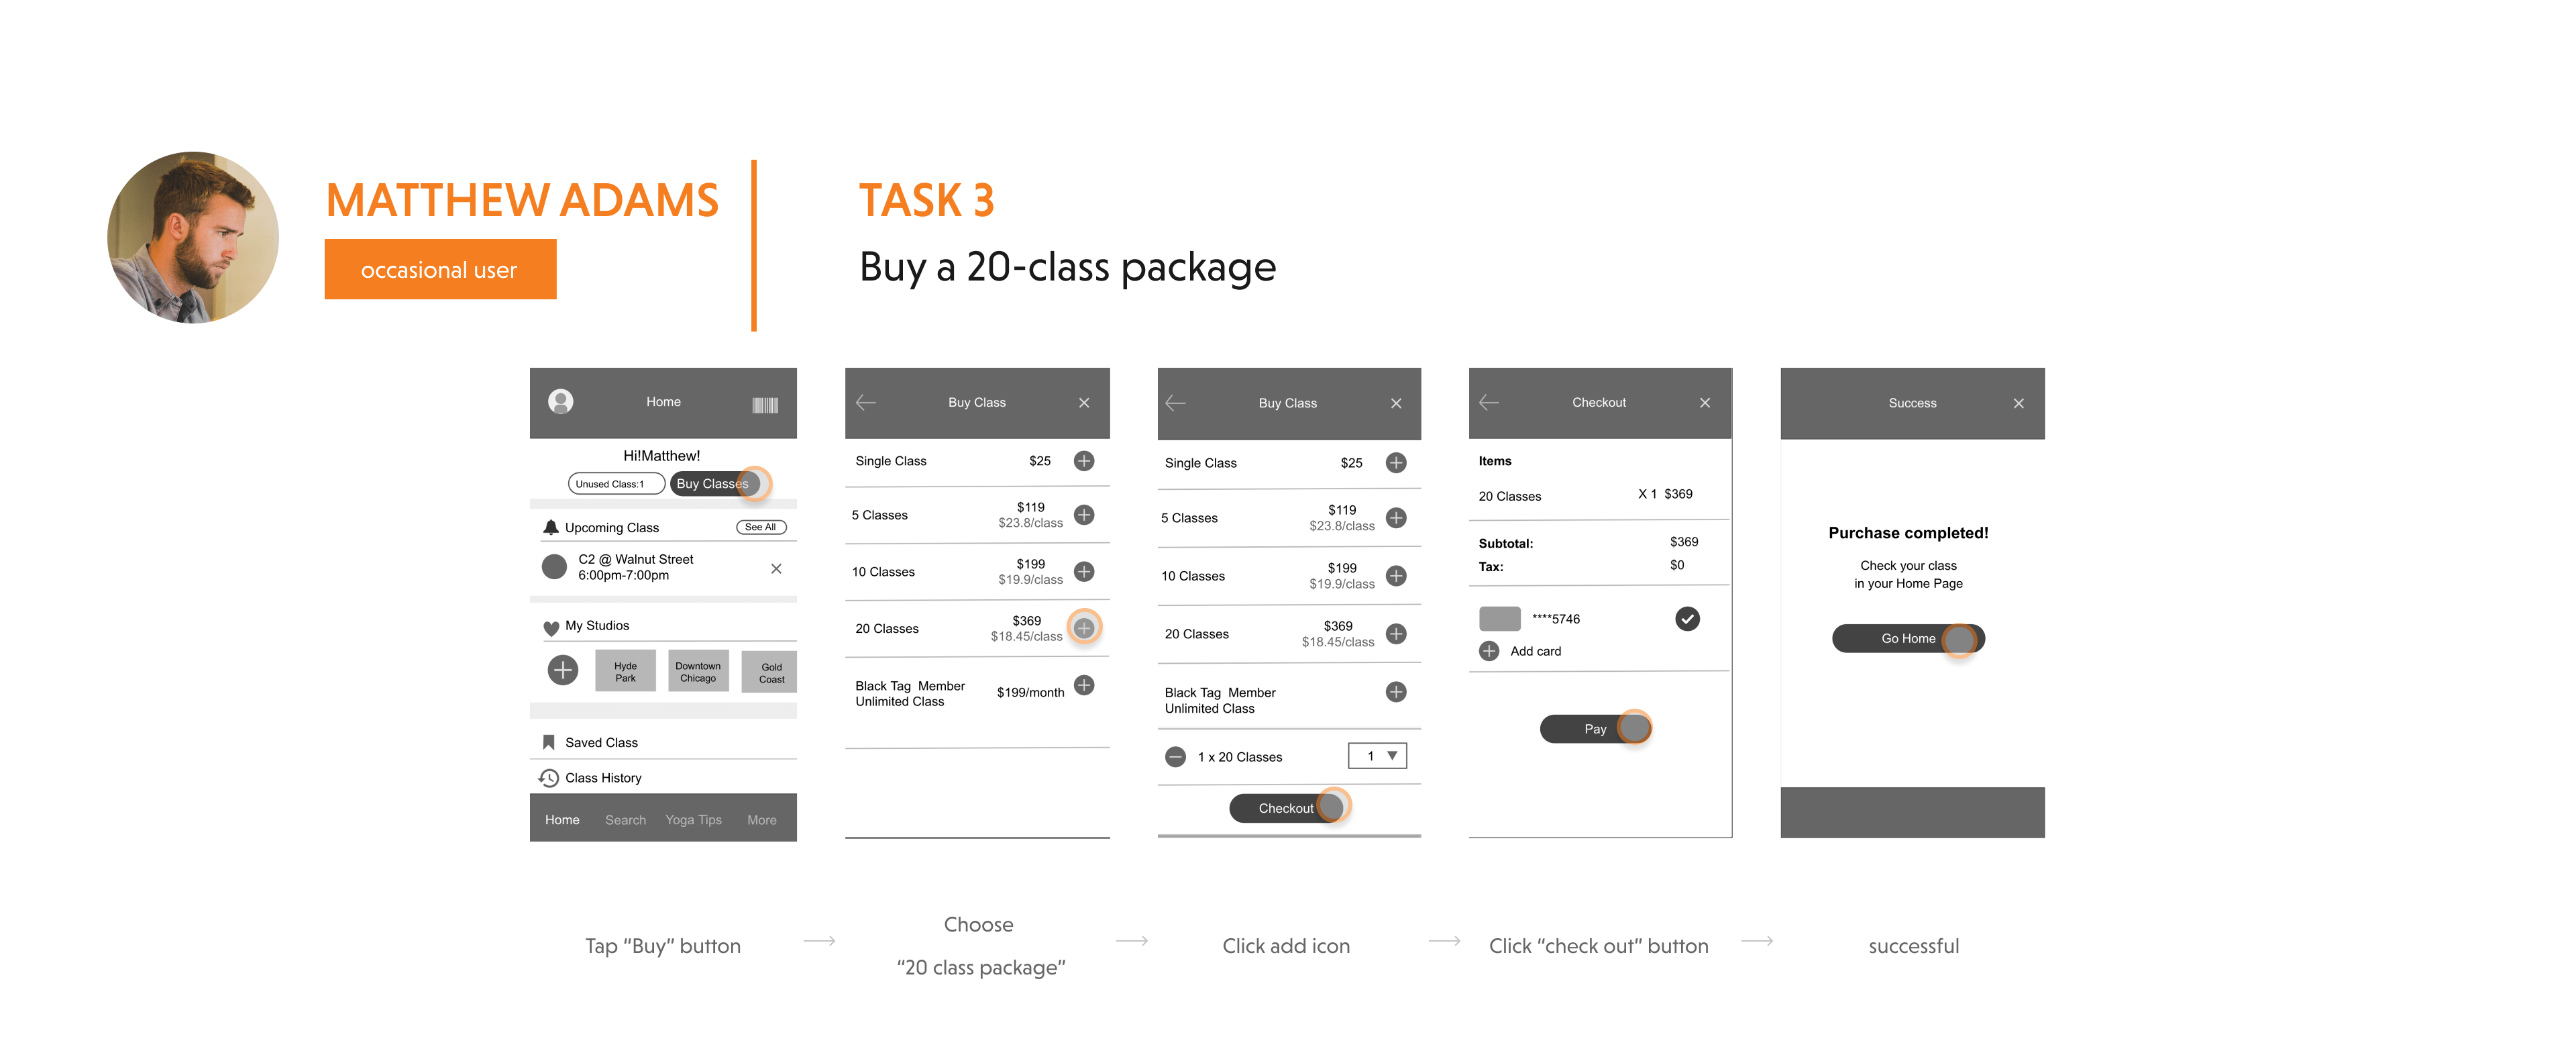 MATTHEW ADAMS
occasional user
TASK 3
Buy a 20-class package
Home
Hi!Matthew!
Unused Class:1
Buy Classes
Upcoming Class
See All
C2 @ Walnut Street
6:00pm-7:00pm
My Studios
Hyde
Park
Downtown
Chicago
Gold
Coast
Saved Class
Class History
Home Search Yoga Tips More
Buy Class
Single Class $25
5 Classes $119
$23.8/class
10 Classes $199
$19.9/class
20 Classes $369
$18.45/class
Black Tag Member
Unlimited Class
$199/month
Buy Class
Single Class $25
5 Classes $119
$23.8/class
10 Classes $199
$19.9/class
20 Classes $369
$18.45/class
Black Tag Member
Unlimited Class
1 x 20 Classes 1
Checkout
Checkout
Items
20 Classes X 1 $369
Subtotal: $369
Tax: $0
****5746
Add card
Pay
Success
Purchase completed!
Check your class
in your Home Page
Go Home
Tap “Buy” button
Choose
“20 class package”
Click add icon
Click “check out” button
successful